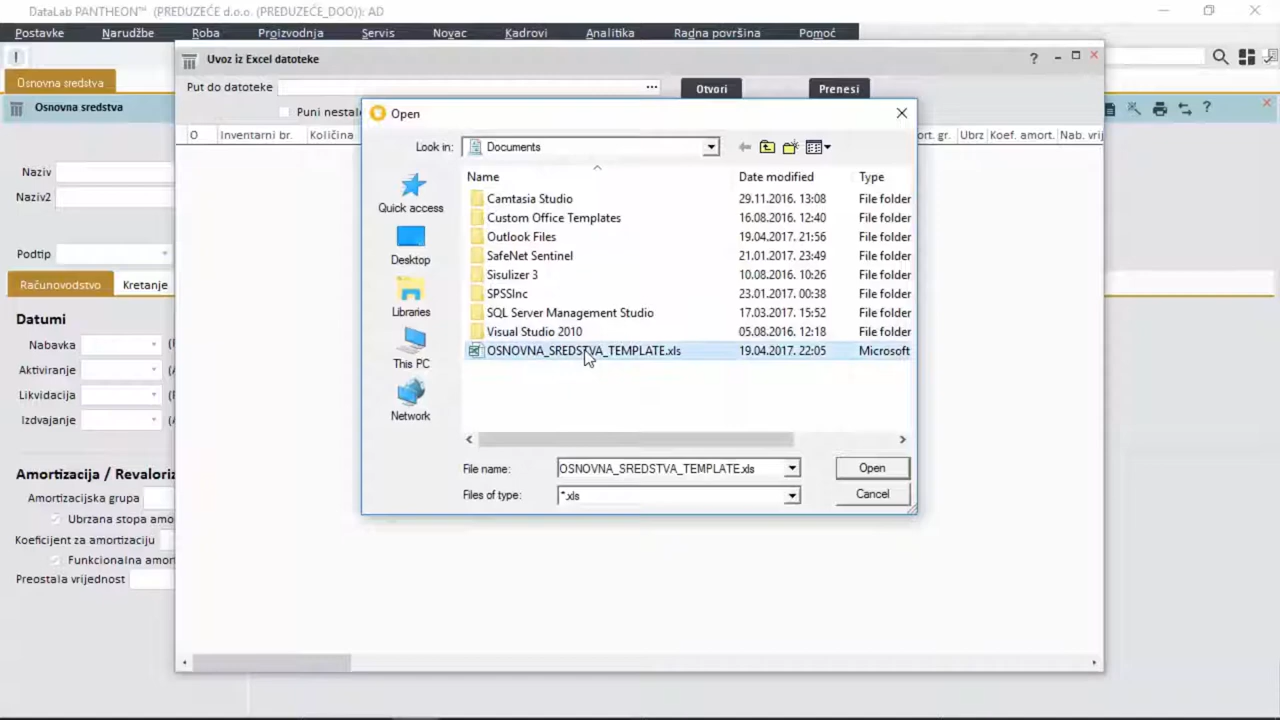 DataLab PANTHEON™ (PREDUZEĆE d.o.o. (PREDUZEĆE_DOO)): AD
Postavke Narudžbe Roba Proizvodnja Servis Novac Kadrovi Analitika Radna površina Pomoć
Osnovna sredstva
Osnovna sredstva
Naziv
Naziv2
Podtip
Računovodstvo Kretanje
Datumi
Nabavka
Aktiviranje
Likvidacija
Izdvajanje
Amortizacija / Revaloriz
Amortizacijska grupa
Ubrzana stopa amo
Koeficijent za amortizaciju
Funkcionalna amor
Preostala vrijednost
Uvoz iz Excel datoteke
Put do datoteke ... Otvori Prenesi
Puni nestal
O Inventarni br. Količina ort. gr. Ubrz Koef. amort. Nab. vrij
Open
Look in: Documents
Quick access
Desktop
Libraries
This PC
Network
Name Date modified Type
Camtasia Studio 29.11.2016. 13:08 File folder
Custom Office Templates 16.08.2016. 12:40 File folder
Outlook Files 19.04.2017. 21:56 File folder
SafeNet Sentinel 21.01.2017. 23:49 File folder
Sisulizer 3 10.08.2016. 10:26 File folder
SPSSInc 23.01.2017. 00:38 File folder
SQL Server Management Studio 17.03.2017. 15:52 File folder
Visual Studio 2010 05.08.2016. 12:18 File folder
OSNOVNA_SREDSTVA_TEMPLATE.xls 19.04.2017. 22:05 Microsoft
File name: OSNOVNA_SREDSTVA_TEMPLATE.xls Open
Files of type: *.xls Cancel